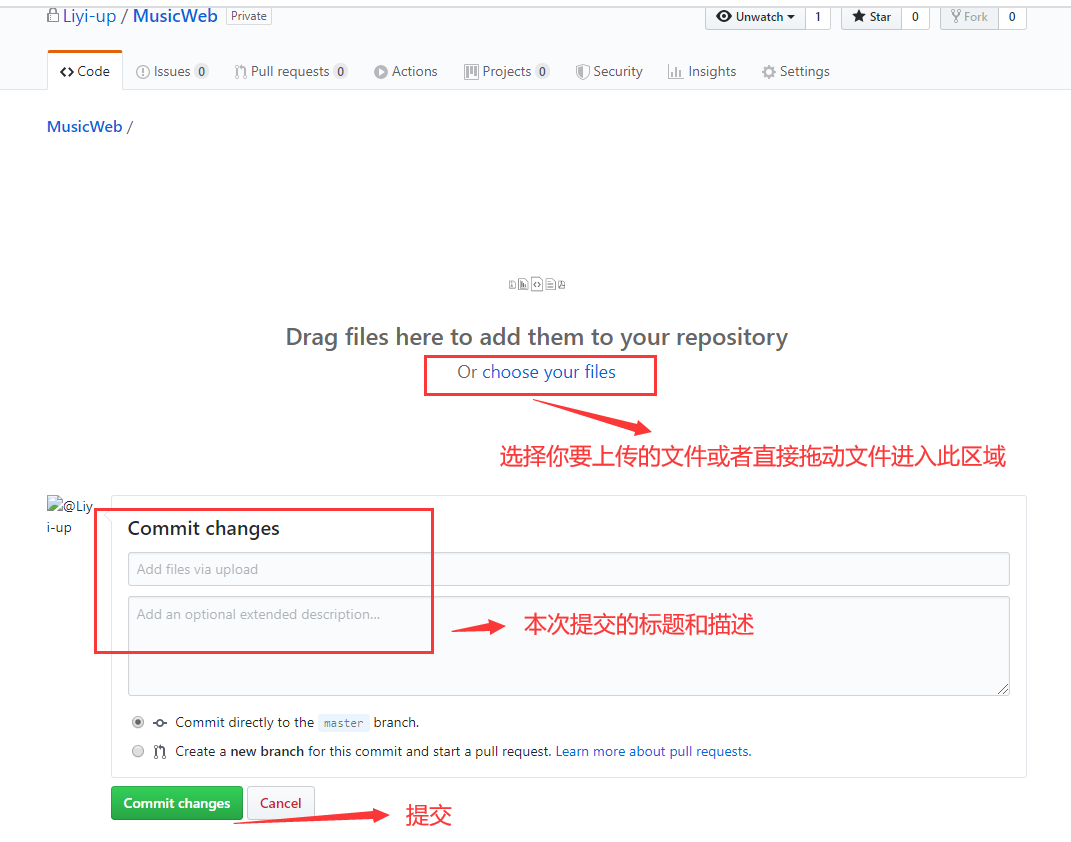 Liyi-up / MusicWeb Private Unwatch 1 Star 0 Fork 0
Code Issues 0 Pull requests 0 Actions Projects 0 Security Insights Settings
MusicWeb /
Drag files here to add them to your repository
Or choose your files
选择你要上传的文件或者直接拖动文件进入此区域
@Liy
i-up
Commit changes
Add files via upload
Add an optional extended description...
本次提交的标题和描述
Commit directly to the master branch.
Create a new branch for this commit and start a pull request. Learn more about pull requests.
Commit changes Cancel
提交